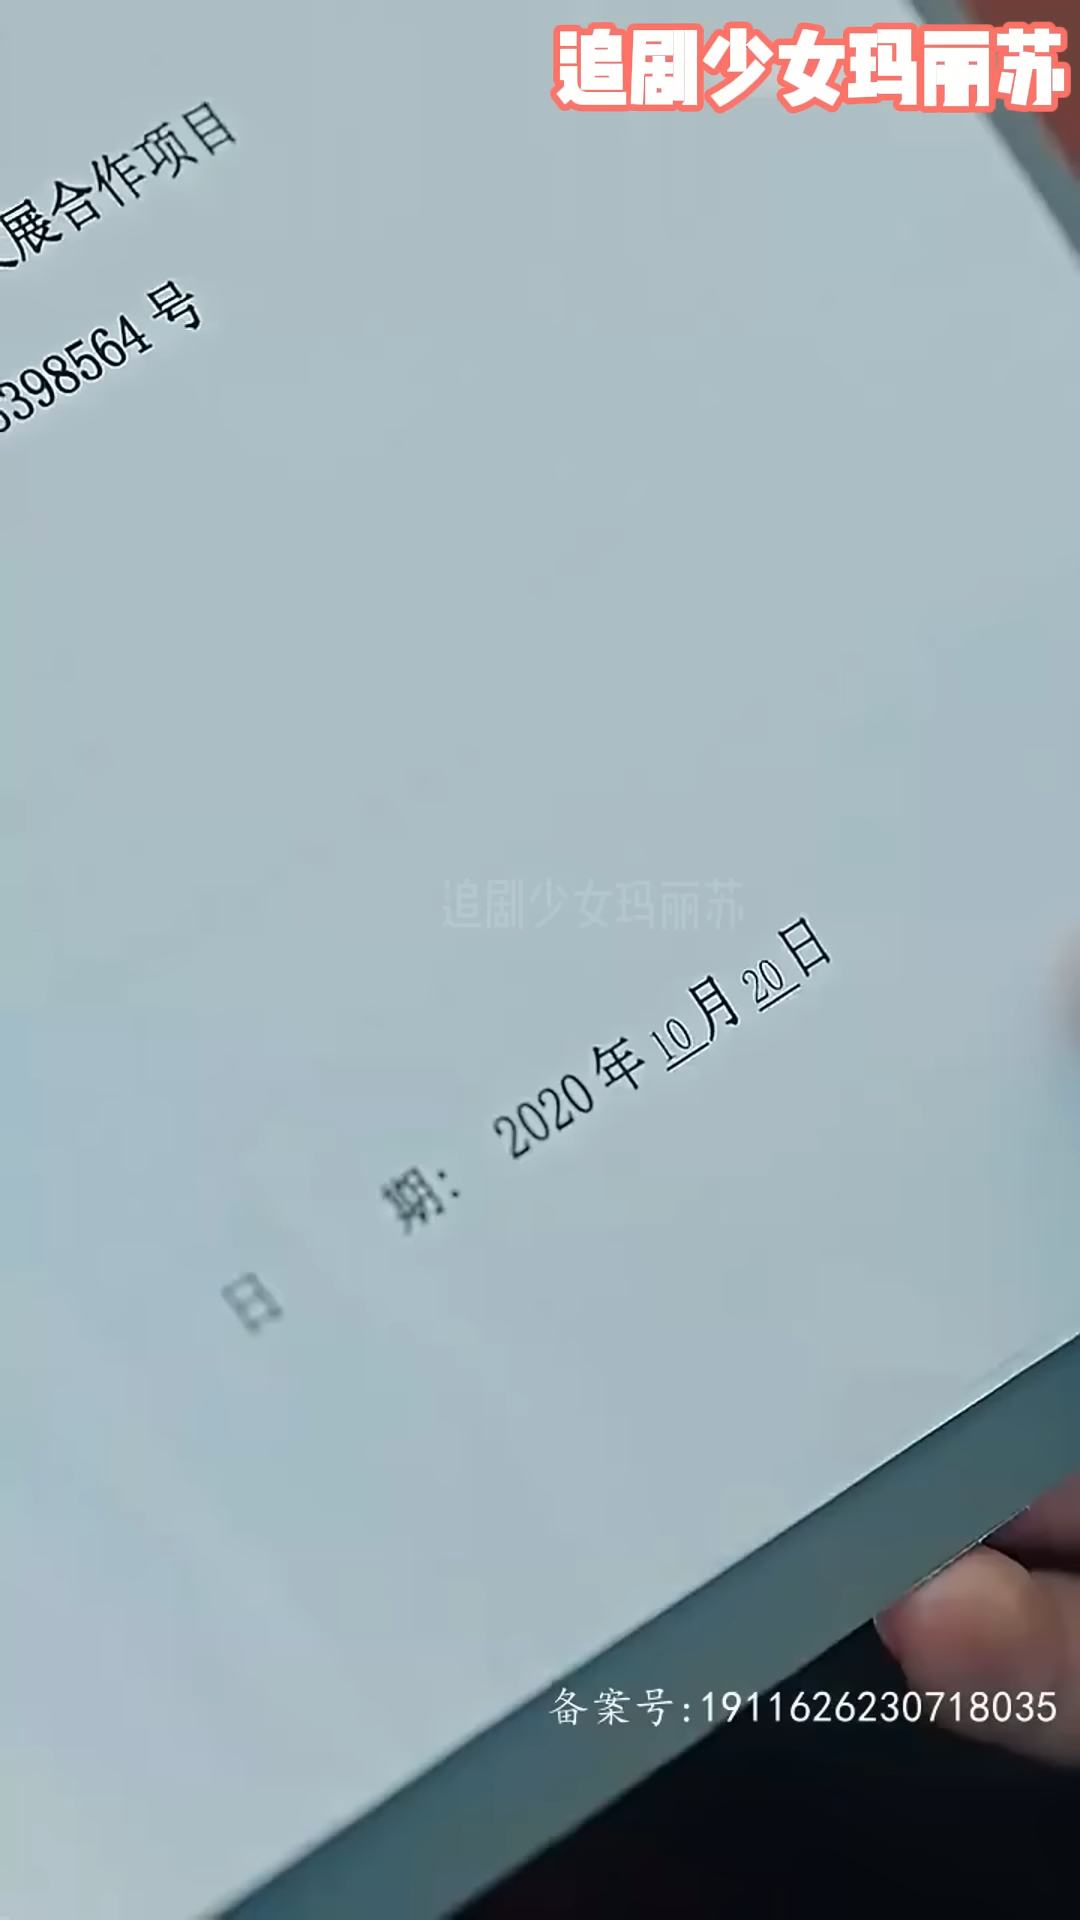 追剧少女玛丽苏
展合作项目
398564号
追剧少女玛丽苏
日 期: 2020年10月20日
备案号:1911626230718035